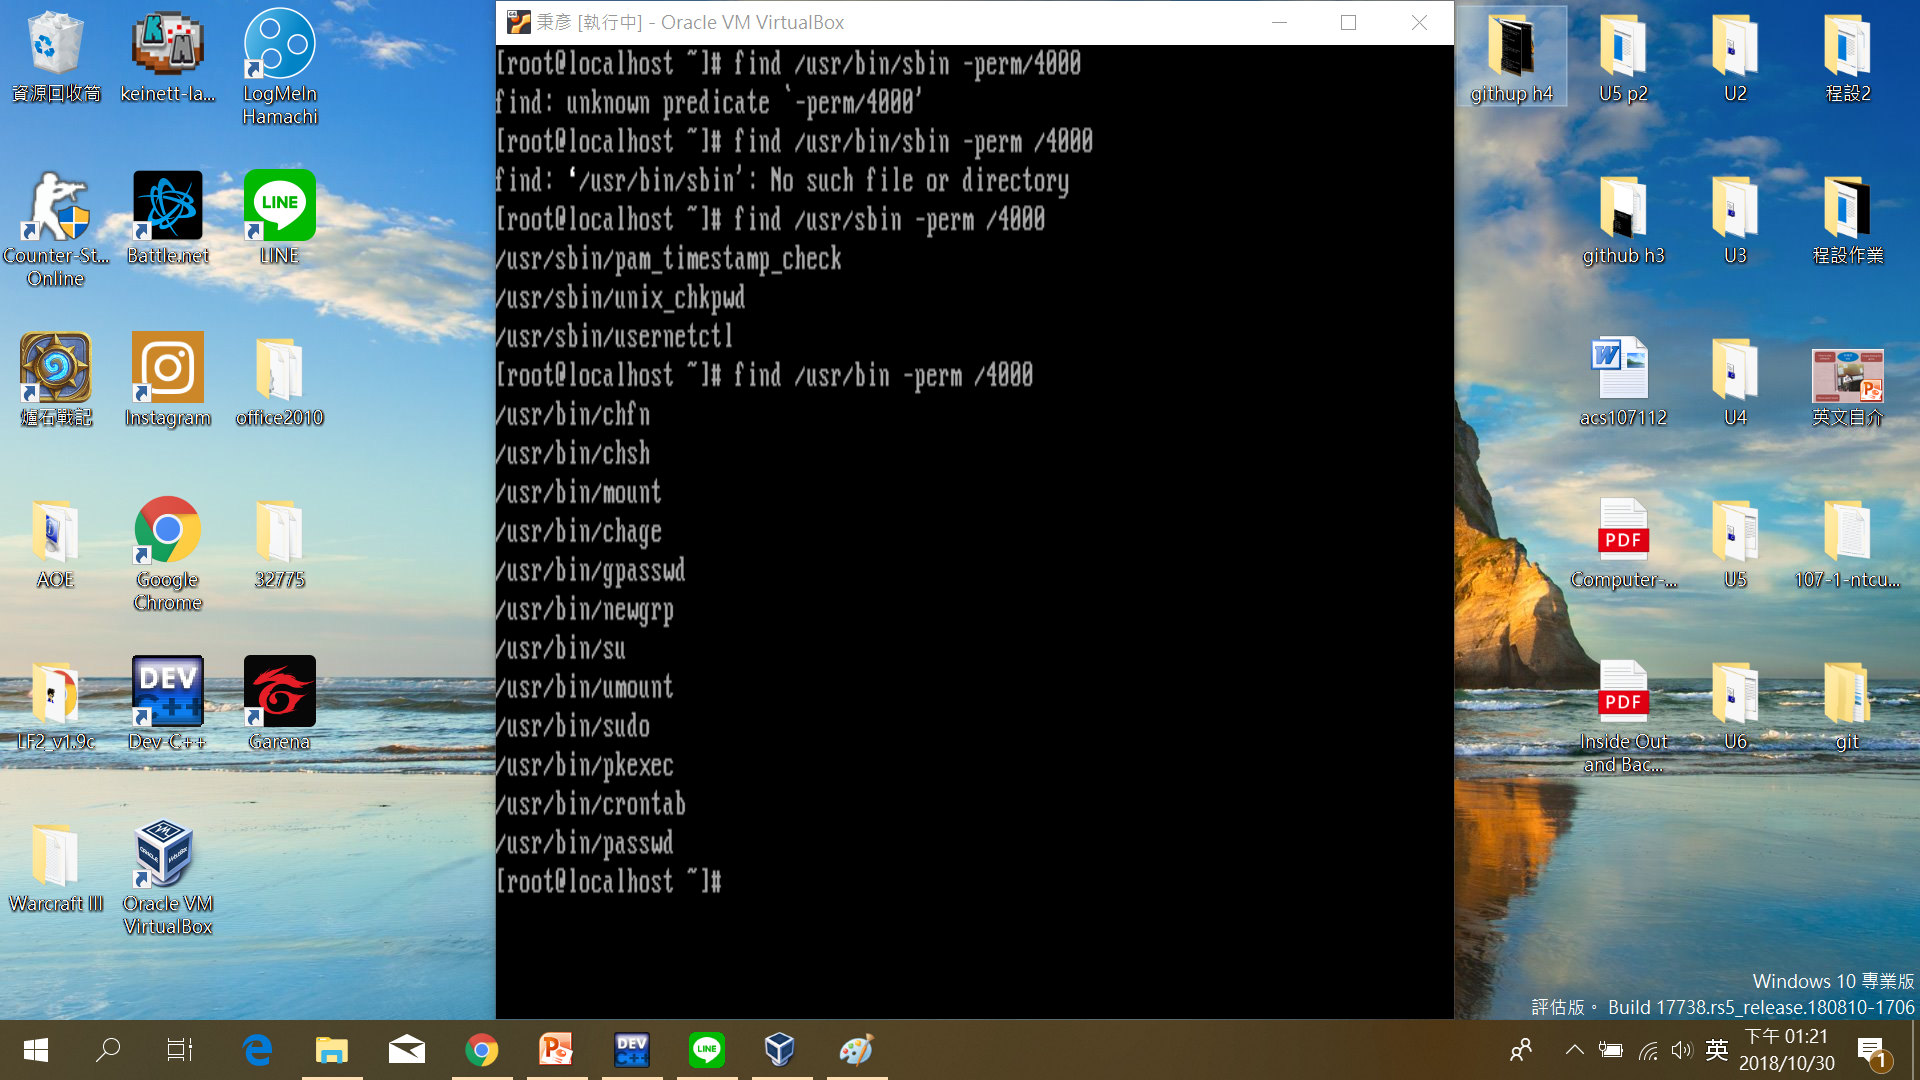 秉彥 [執行中] - Oracle VM VirtualBox
[root@localhost ~]# find /usr/bin/sbin -perm/4000
find: unknown predicate `-perm/4000'
[root@localhost ~]# find /usr/bin/sbin -perm /4000
find: ‘/usr/bin/sbin’: No such file or directory
[root@localhost ~]# find /usr/sbin -perm /4000
/usr/sbin/pam_timestamp_check
/usr/sbin/unix_chkpwd
/usr/sbin/usernetctl
[root@localhost ~]# find /usr/bin -perm /4000
/usr/bin/chfn
/usr/bin/chsh
/usr/bin/mount
/usr/bin/chage
/usr/bin/gpasswd
/usr/bin/newgrp
/usr/bin/su
/usr/bin/umount
/usr/bin/sudo
/usr/bin/pkexec
/usr/bin/crontab
/usr/bin/passwd
[root@localhost ~]#
資源回收筒
keinett-la...
LogMeIn
Hamachi
Counter-St...
Online
Battle.net
LINE
LINE
爐石戰記
Instagram
office2010
AOE
Google
Chrome
32775
LF2_v1.9c
DEV
C++
Dev-C++
Garena
Warcraft III
Oracle VM
VirtualBox
githup h4
U5 p2
U2
程設2
github h3
U3
程設作業
acs107112
U4
英文自介
PDF
Computer-...
U5
107-1-ntcu...
PDF
Inside Out
and Bac...
U6
git
Windows 10 專業版
評估版。 Build 17738.rs5_release.180810-1706
DEV
C++
LINE
英
下午 01:21
2018/10/30
1